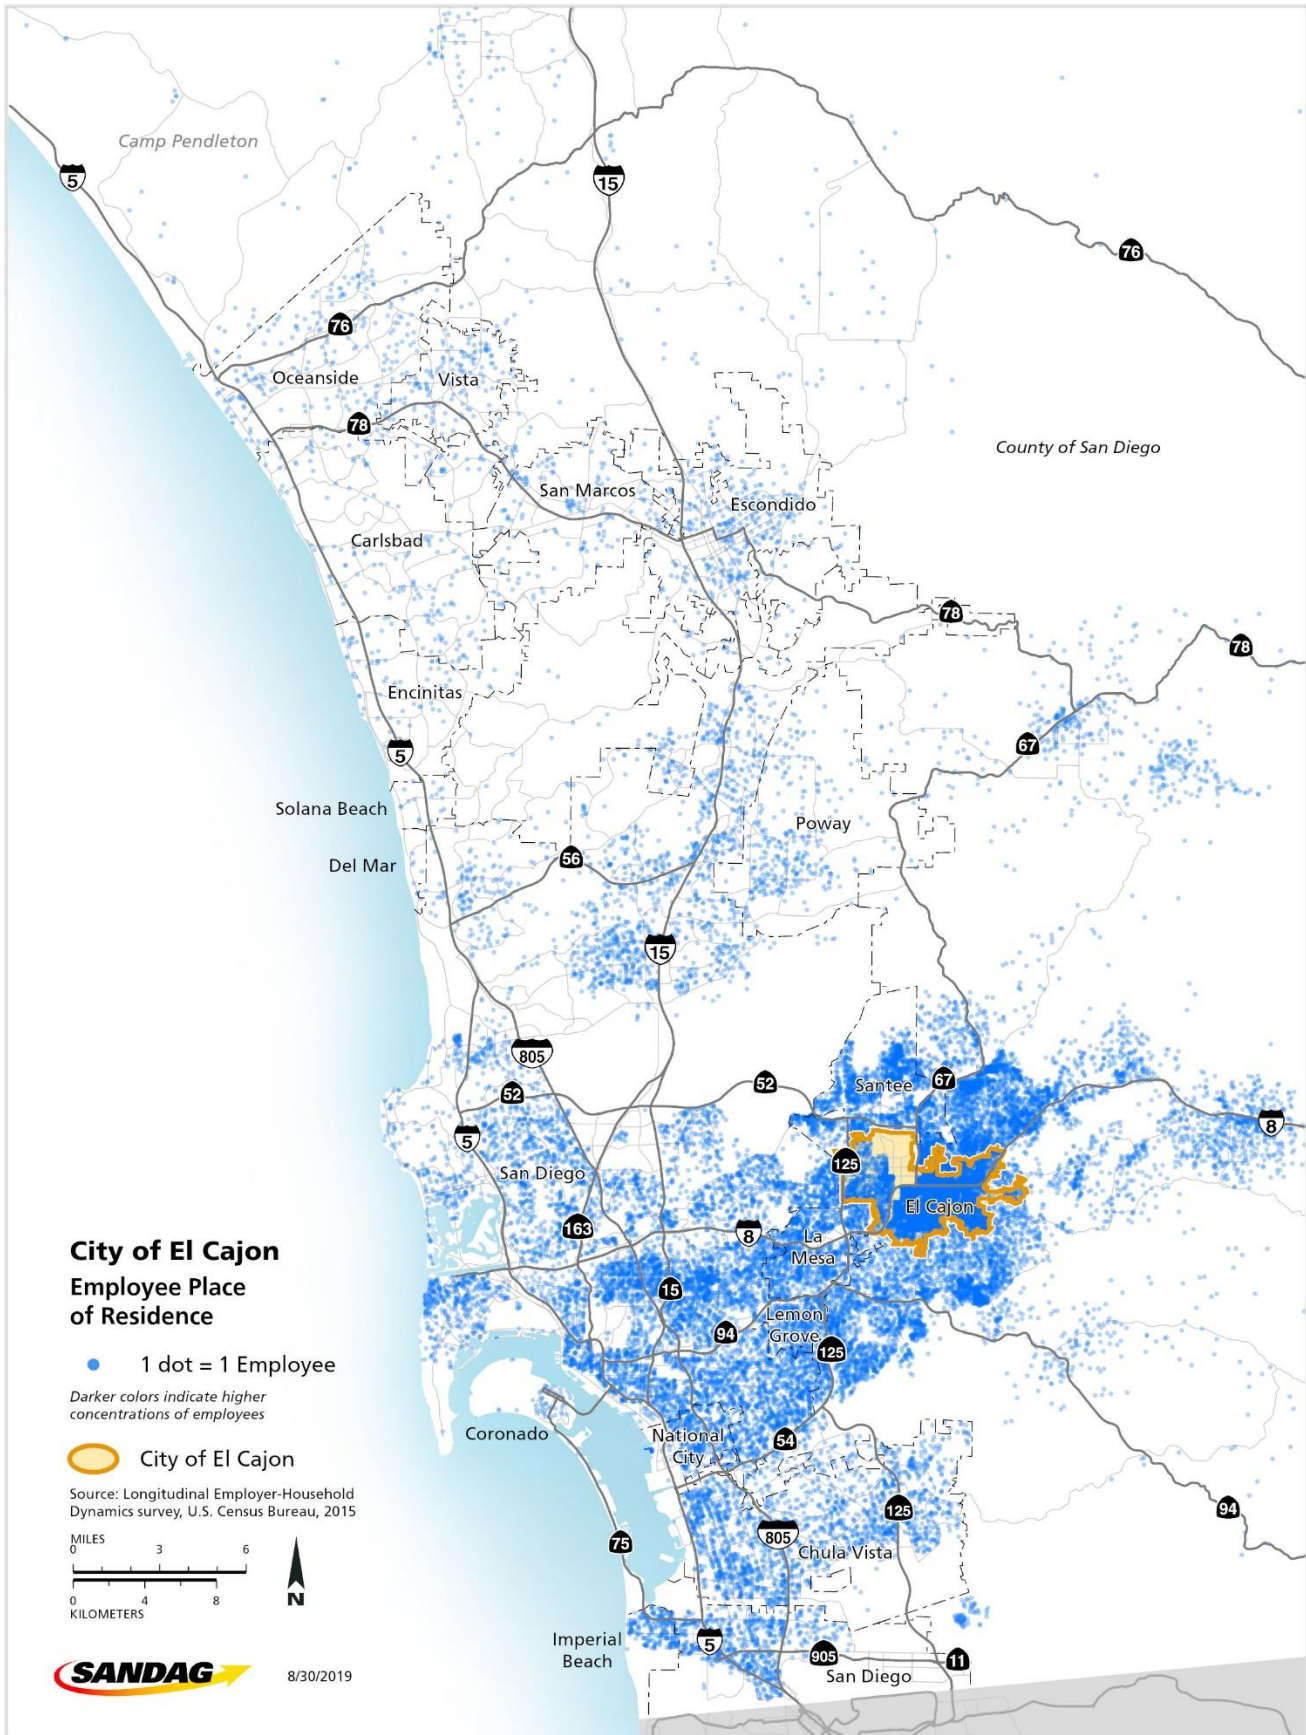 Camp Pendleton
5
15
76
76
Oceanside
Vista
78
County of San Diego
San Marcos
Escondido
Carlsbad
78
78
Encinitas
67
5
Solana Beach
Poway
56
Del Mar
15
805
52
Santee
67
52
8
5
125
San Diego
El Cajon
163
8
La
Mesa
15
Lemon
Grove
94
125
Coronado
National
City
54
125
94
75
805
Chula Vista
Imperial
Beach
5
905
San Diego
11
City of El Cajon
Employee Place
of Residence
1 dot = 1 Employee
Darker colors indicate higher
concentrations of employees
City of El Cajon
Source: Longitudinal Employer-Household
Dynamics survey, U.S. Census Bureau, 2015
MILES
0 3 6
0 4 8
KILOMETERS
N
SANDAG
8/30/2019